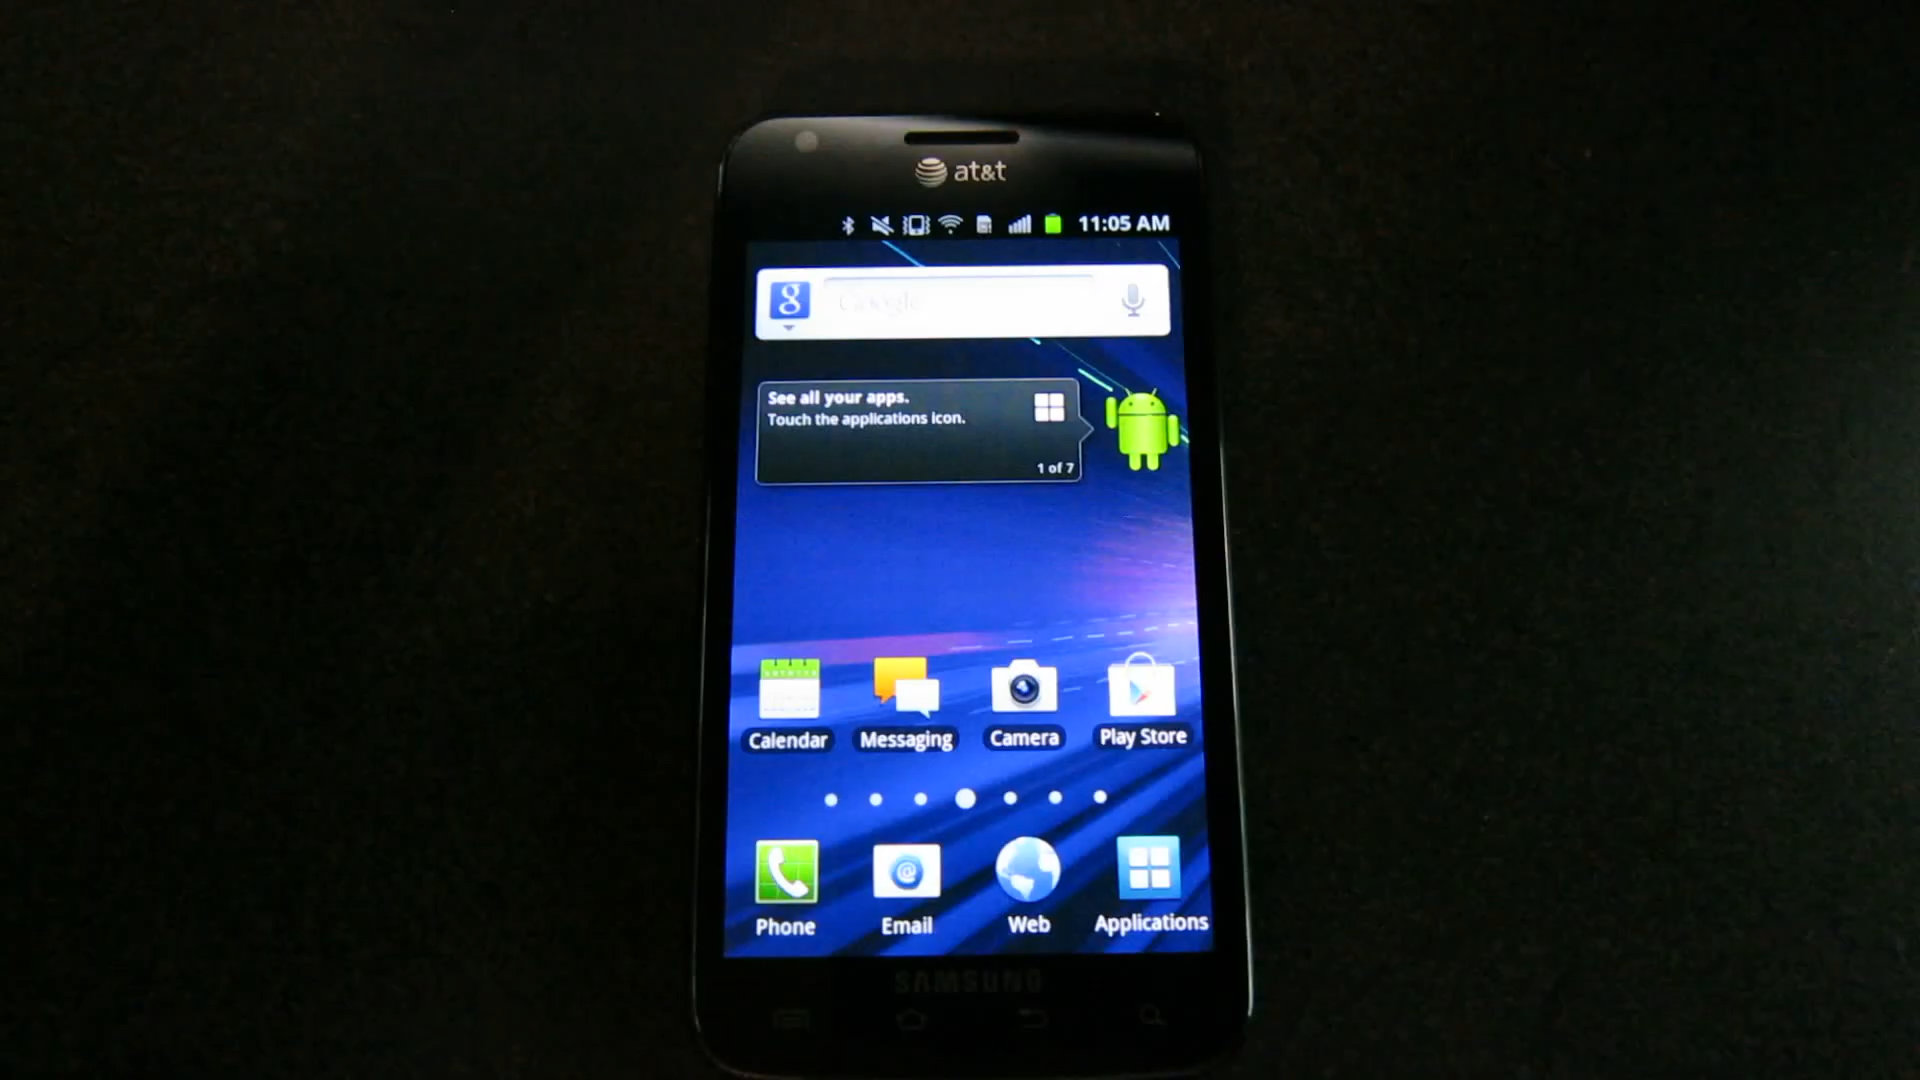 at&t
11:05 AM
g Google
See all your apps.
Touch the applications icon.
1 of 7
Calendar Messaging Camera Play Store
@
Phone Email Web Applications
SAMSUNG